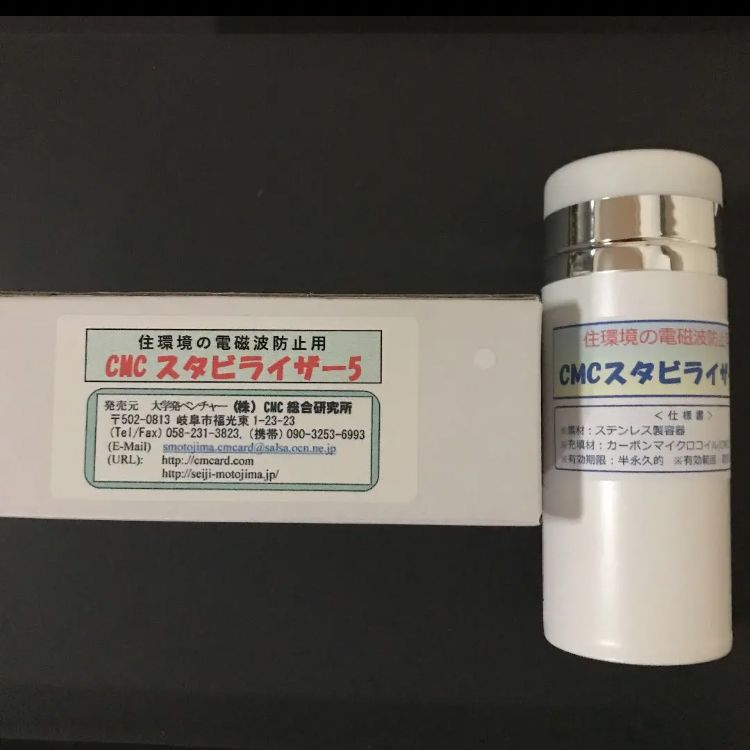 住環境の電磁波防止用
CMC スタビライザー5
発売元 大学発ベンチャー (株) CMC 総合研究所
〒502-0813 岐阜市福光東 1-23-23
(Tel/Fax) 058-231-3823, (携帯) 090-3253-6993
(E-Mail) smotojima.cmcard@salsa.ocn.ne.jp
(URL): http://cmcard.com
http://seiji-motojima.jp/
住環境の電磁波防止
CMCスタビライザ
<仕様書>
※素材:ステンレス製容器
※充填材:カーボンマイクロコイル
※有効期限:半永久的 ※有効範囲